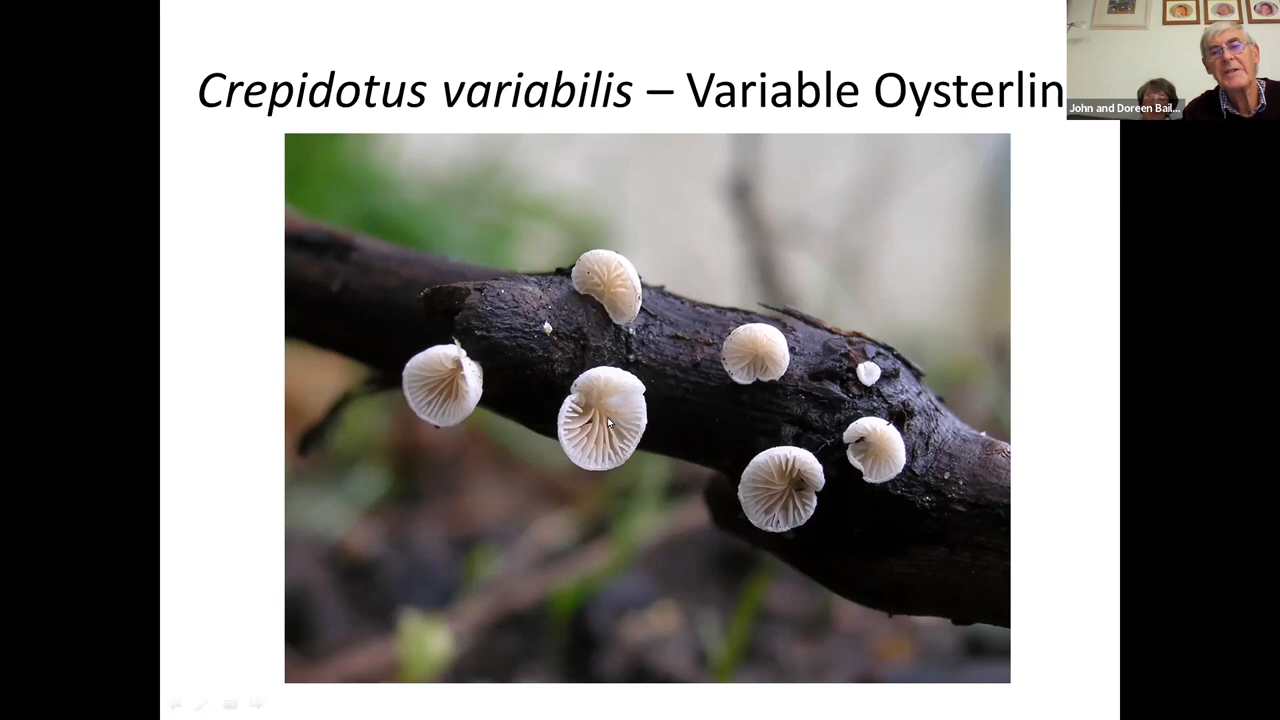 Crepidotus variabilis – Variable Oysterlin
John and Doreen Bail...